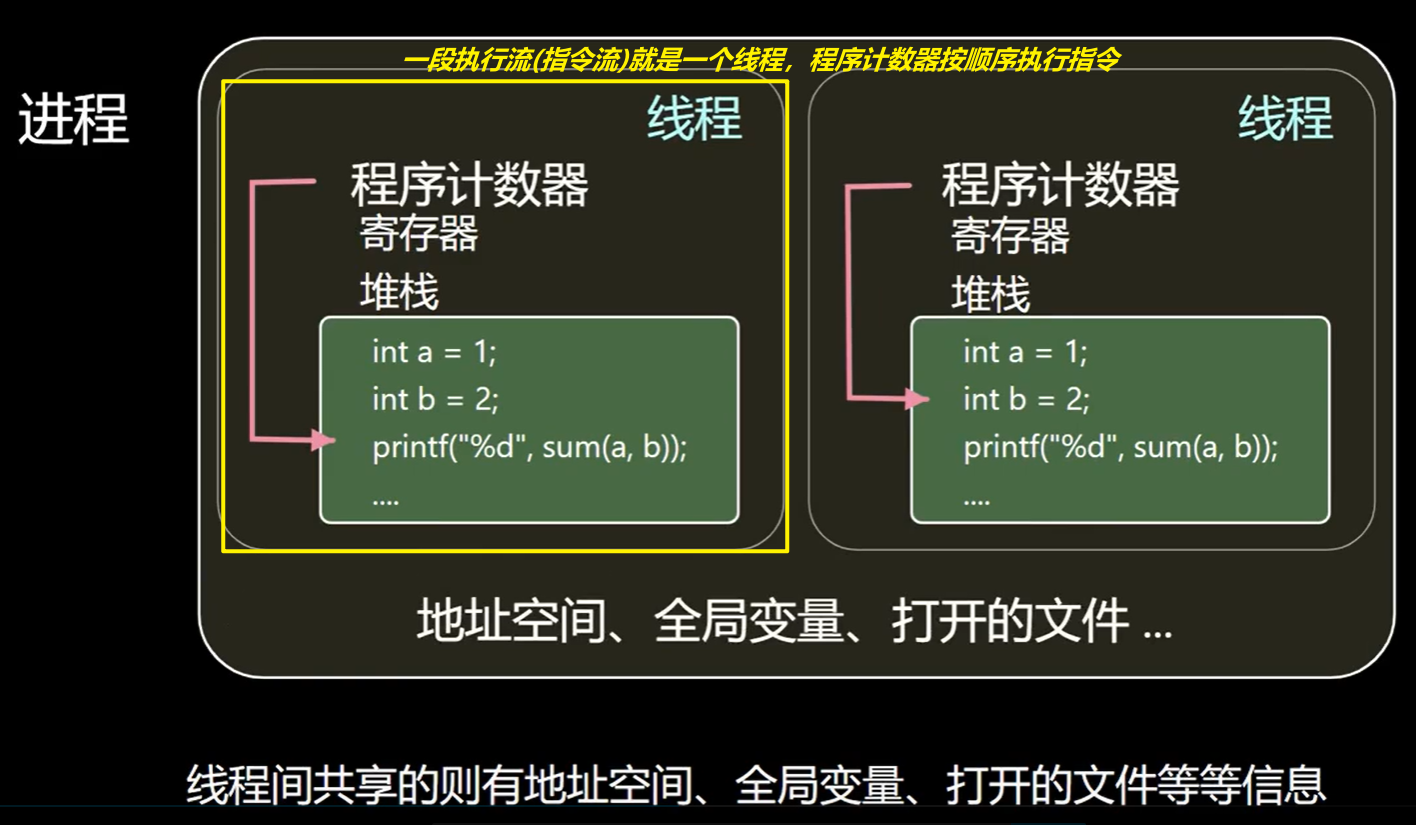 一段执行流(指令流)就是一个线程，程序计数器按顺序执行指令
进程
线程
程序计数器
寄存器
堆栈
int a = 1;
int b = 2;
printf("%d", sum(a, b));
....
线程
程序计数器
寄存器
堆栈
int a = 1;
int b = 2;
printf("%d", sum(a, b));
....
地址空间、全局变量、打开的文件 ...
线程间共享的则有地址空间、全局变量、打开的文件等等信息